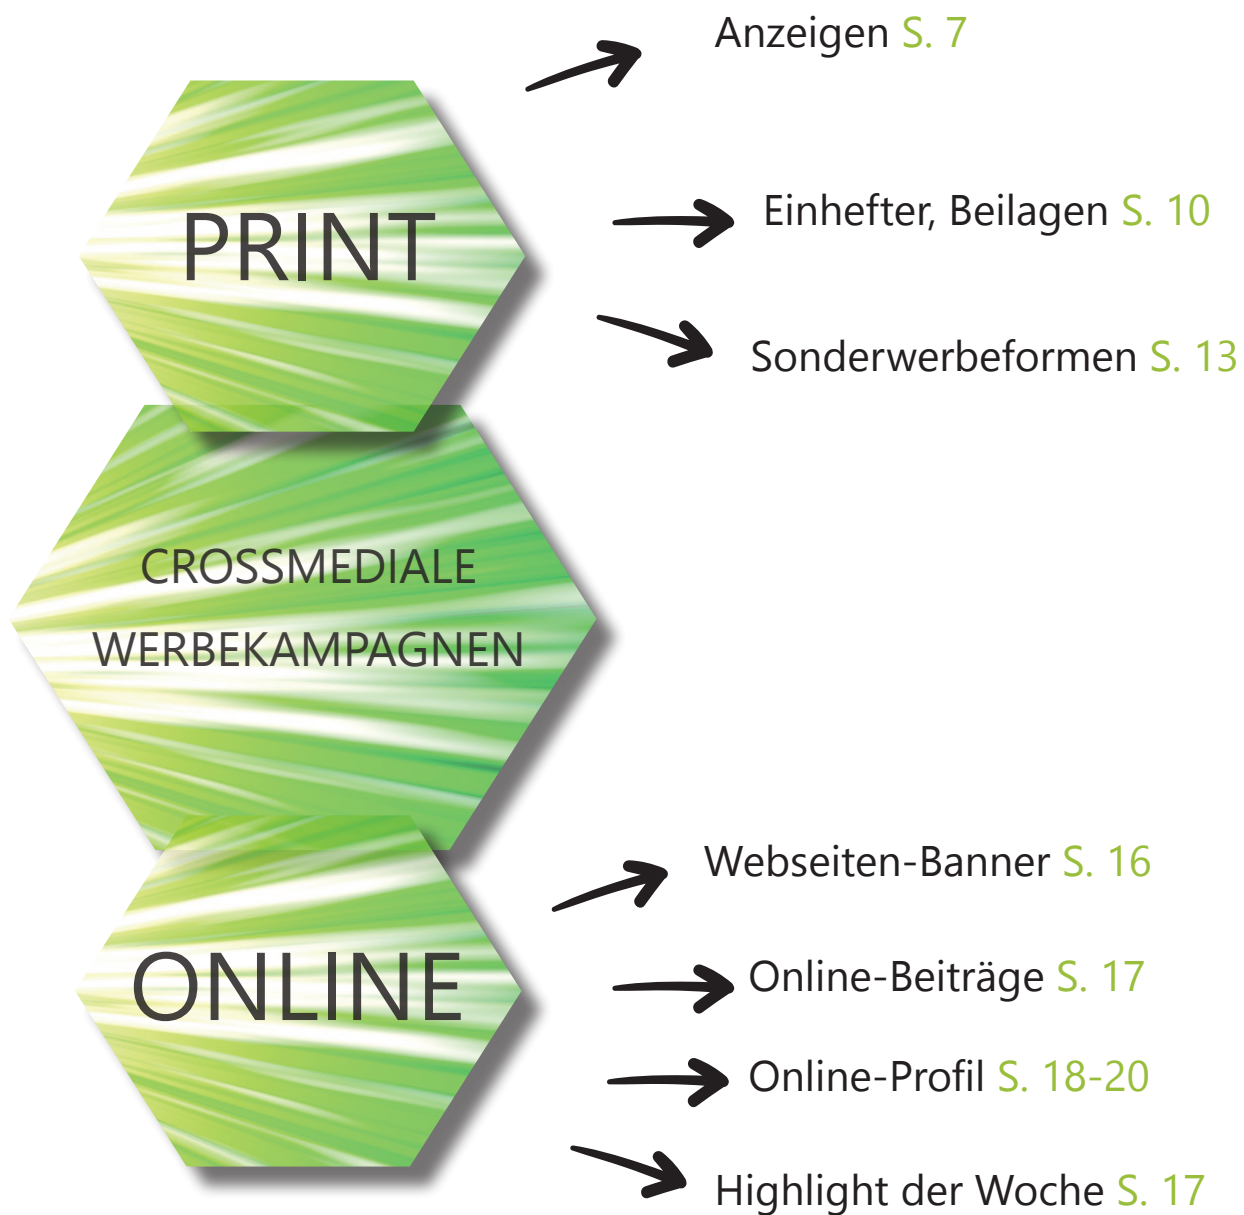 Anzeigen S. 7
PRINT
Einhefter, Beilagen S. 10
Sonderwerbeformen S. 13
CROSSMEDIALE
WERBEKAMPAGNEN
Webseiten-Banner S. 16
ONLINE
Online-Beiträge S. 17
Online-Profil S. 18-20
Highlight der Woche S. 17